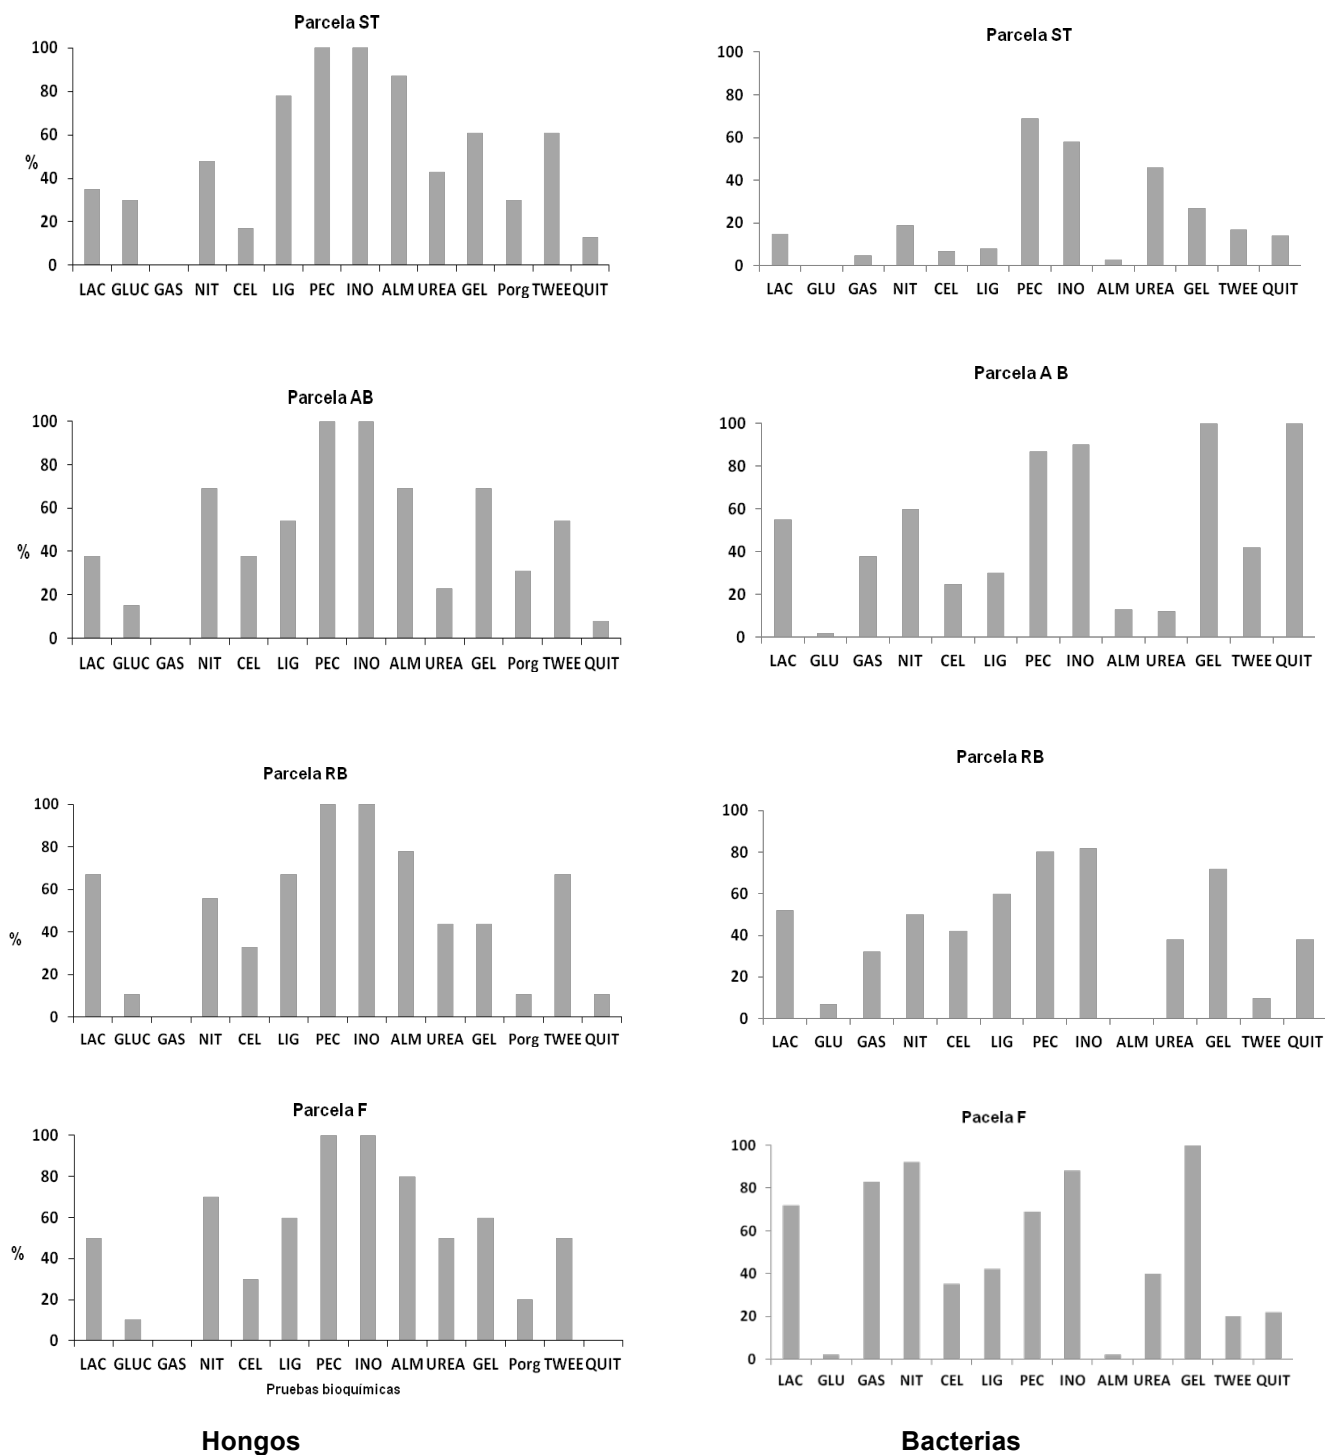 Parcela ST
100
80
60
%
40
20
0
LAC GLUC GAS NIT CEL LIG PEC INO ALM UREA GEL Porg TWEE QUIT
Parcela ST
100
80
60
40
20
0
LAC GLU GAS NIT CEL LIG PEC INO ALM UREA GEL TWEE QUIT
Parcela AB
100
80
60
%
40
20
0
LAC GLUC GAS NIT CEL LIG PEC INO ALM UREA GEL Porg TWEE QUIT
Parcela A B
100
80
60
40
20
0
LAC GLU GAS NIT CEL LIG PEC INO ALM UREA GEL TWEE QUIT
Parcela RB
100
80
60
40
%
20
0
LAC GLUC GAS NIT CEL LIG PEC INO ALM UREA GEL Porg TWEE QUIT
Parcela RB
100
80
60
40
20
0
LAC GLU GAS NIT CEL LIG PEC INO ALM UREA GEL TWEE QUIT
Parcela F
100
80
60
%
40
20
0
LAC GLUC GAS NIT CEL LIG PEC INO ALM UREA GEL Porg TWEE QUIT
Pruebas bioquímicas
Pacela F
100
80
60
40
20
0
LAC GLU GAS NIT CEL LIG PEC INO ALM UREA GEL TWEE QUIT
Hongos
Bacterias